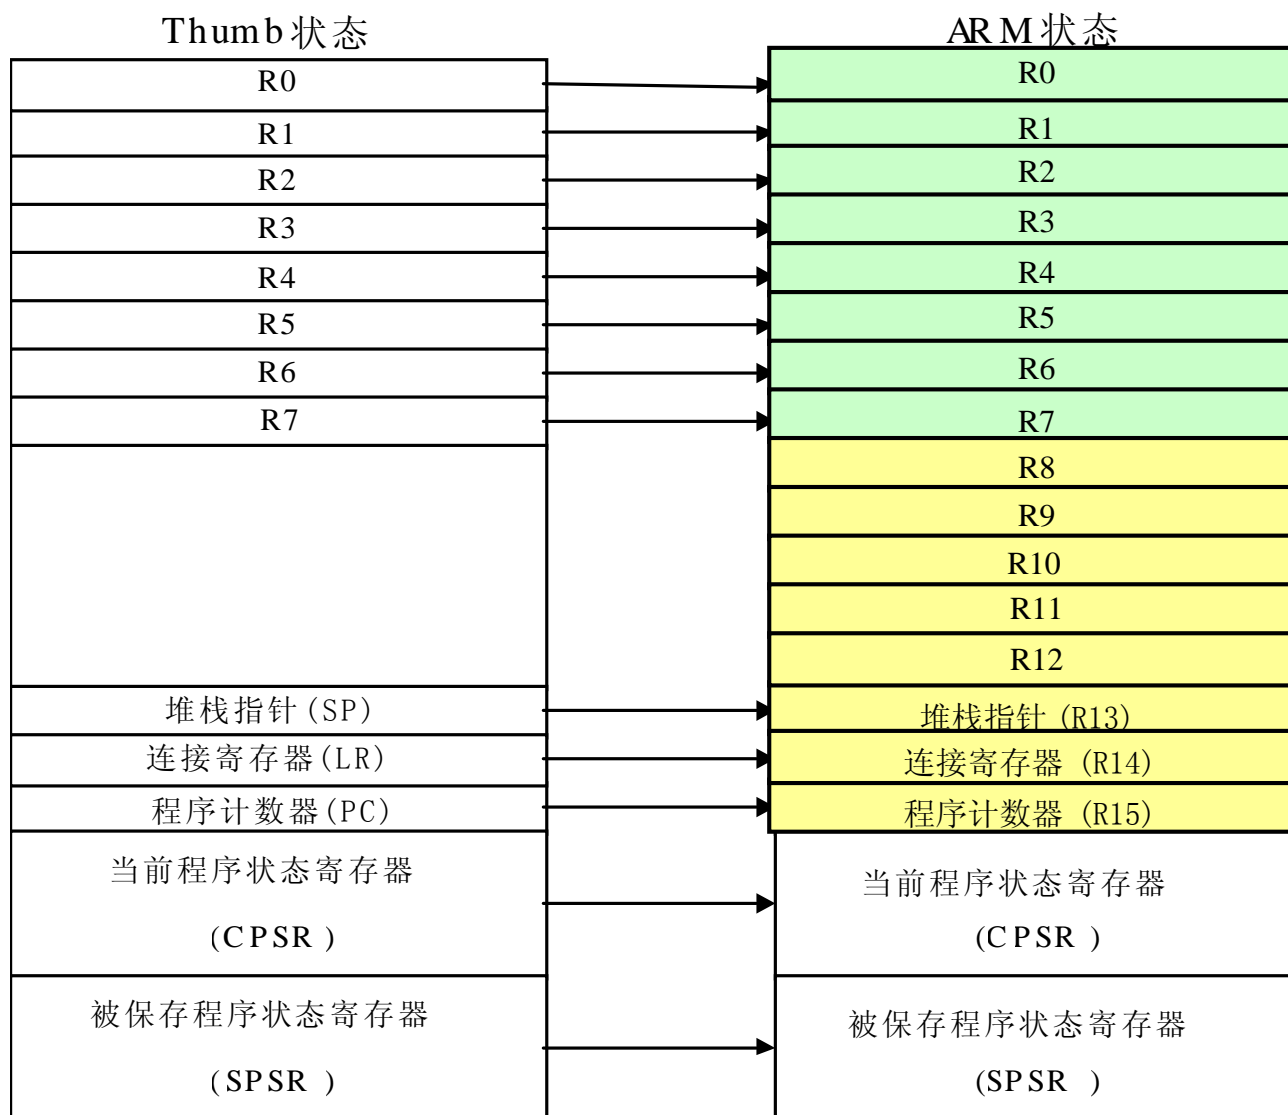 Thumb状态
R0
R1
R2
R3
R4
R5
R6
R7
堆栈指针(SP)
连接寄存器(LR)
程序计数器(PC)
当前程序状态寄存器
(CPSR )
被保存程序状态寄存器
(SPSR )
ARM状态
R0
R1
R2
R3
R4
R5
R6
R7
R8
R9
R10
R11
R12
堆栈指针 (R13)
连接寄存器 (R14)
程序计数器 (R15)
当前程序状态寄存器
(CPSR )
被保存程序状态寄存器
(SPSR )